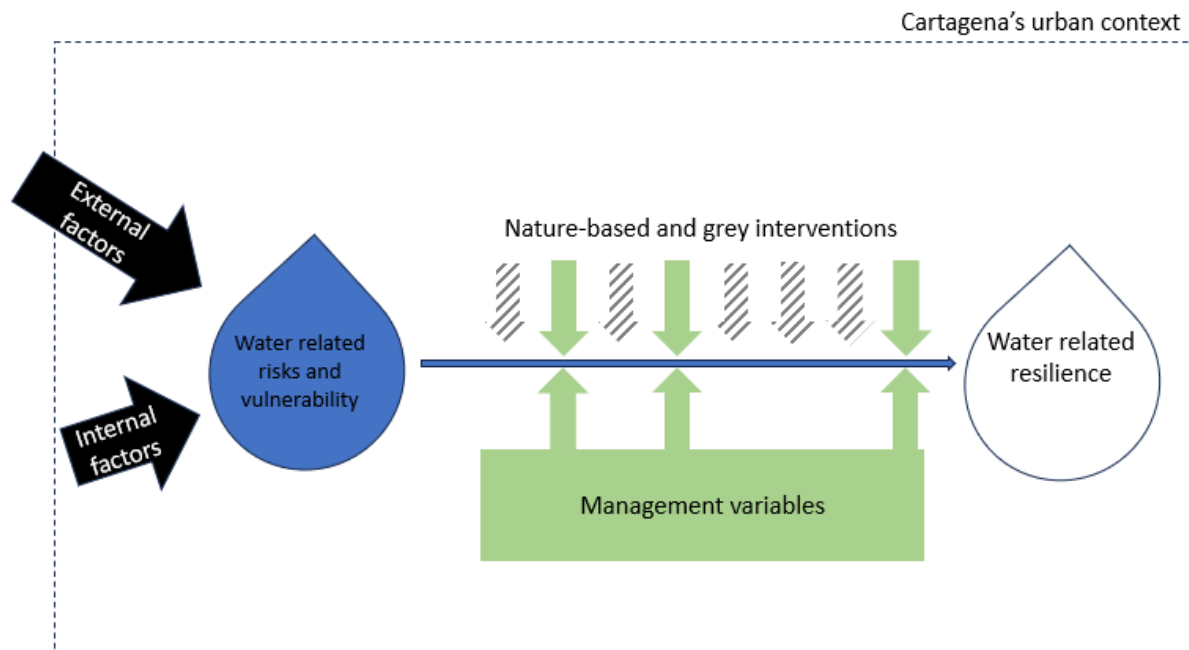 Cartagena’s urban context
External
factors
Nature-based and grey interventions
Water related
risks and
vulnerability
Water related
resilience
Internal
factors
Management variables